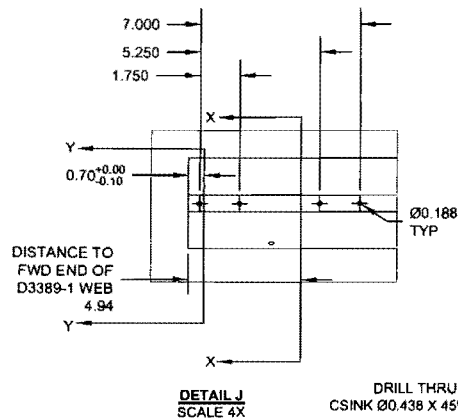 7.000
5.250
1.750
X
Y
0.70 +0.00 -0.10
Ø0.188
TYP
DISTANCE TO
FWD END OF
D3389-1 WEB
4.94
Y
X
DETAIL J
SCALE 4X
DRILL THRU
CSINK Ø0.438 X 45°